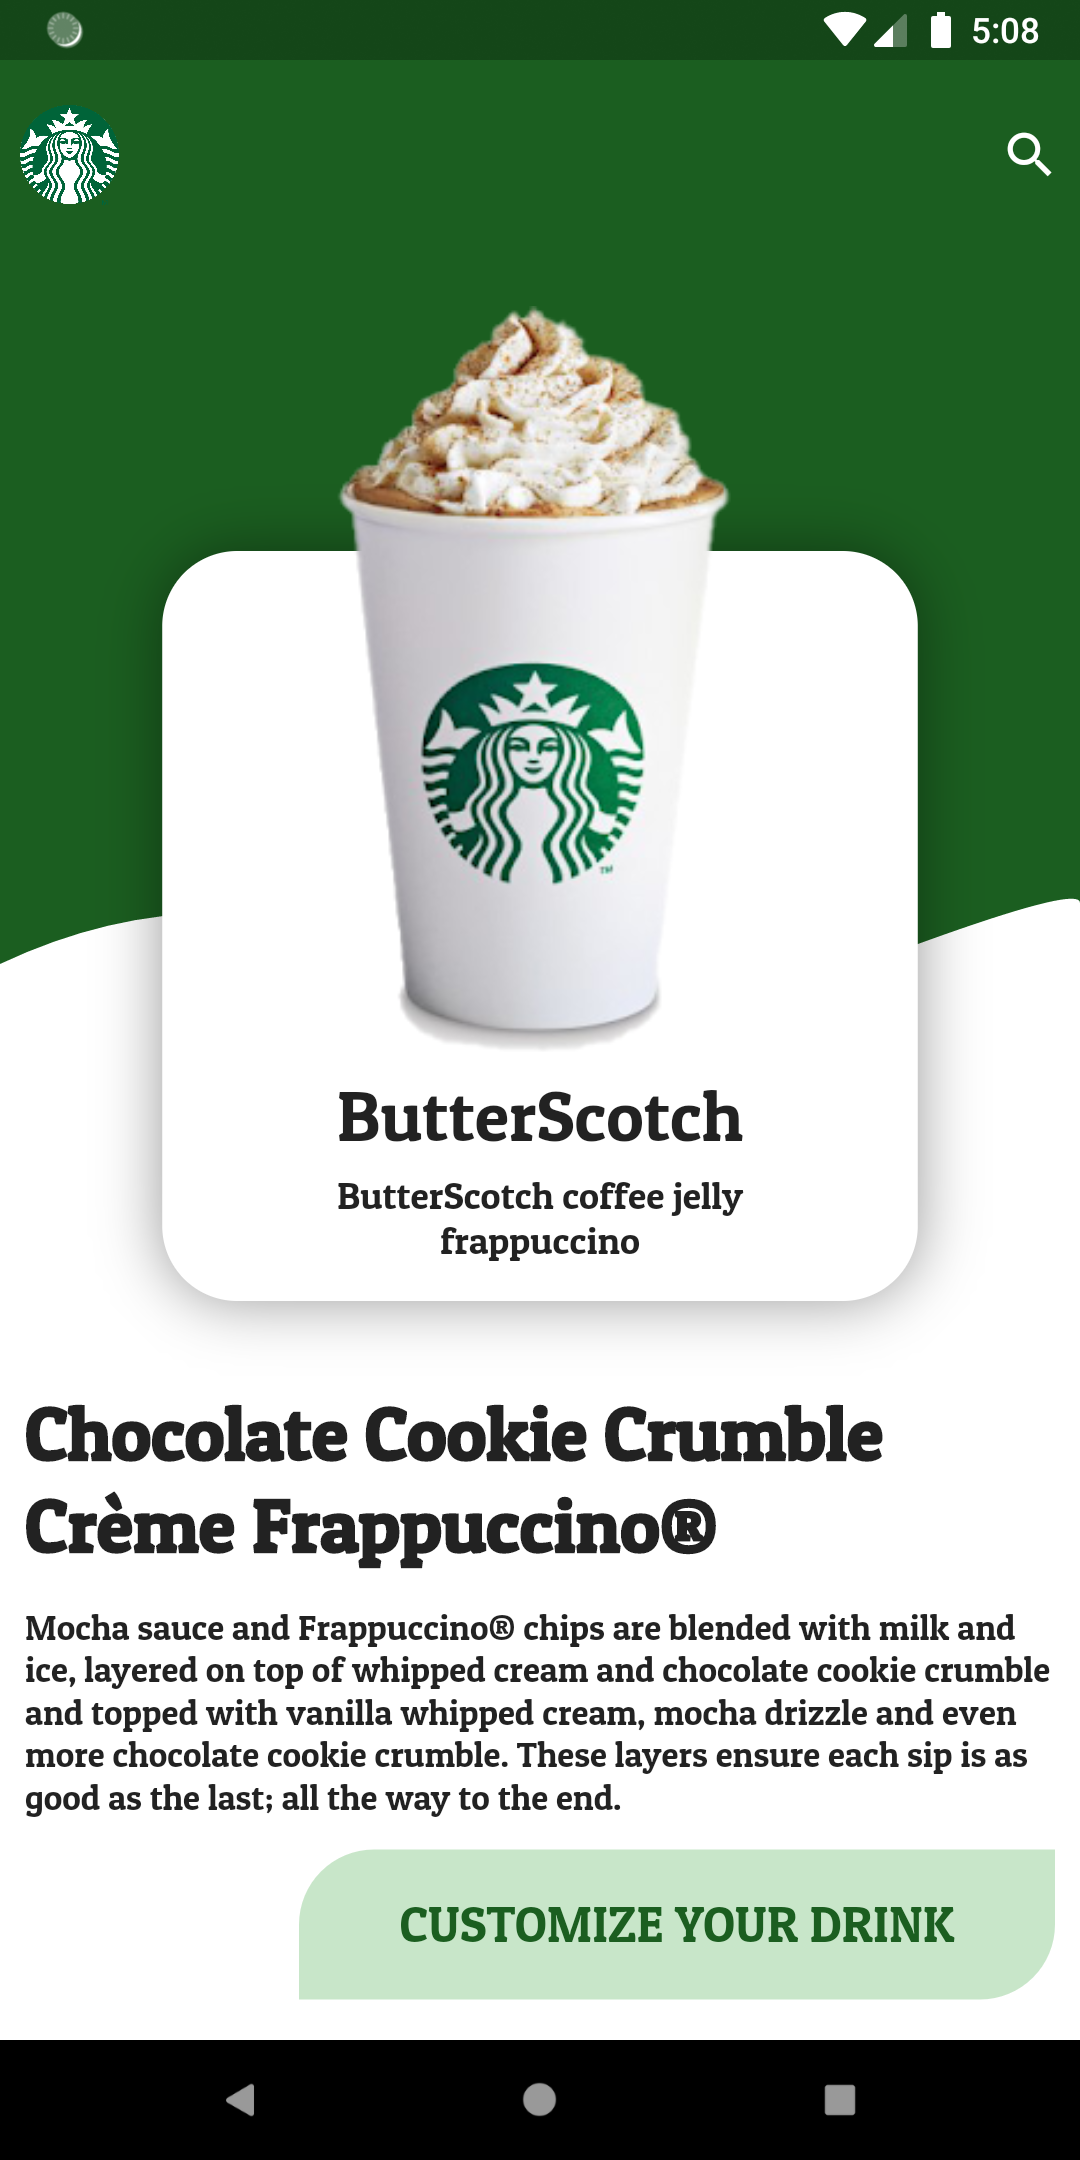 5:08
TM
ButterScotch
ButterScotch coffee jelly
frappuccino
Chocolate Cookie Crumble
Crème Frappuccino®
Mocha sauce and Frappuccino® chips are blended with milk and
ice, layered on top of whipped cream and chocolate cookie crumble
and topped with vanilla whipped cream, mocha drizzle and even
more chocolate cookie crumble. These layers ensure each sip is as
good as the last; all the way to the end.
CUSTOMIZE YOUR DRINK